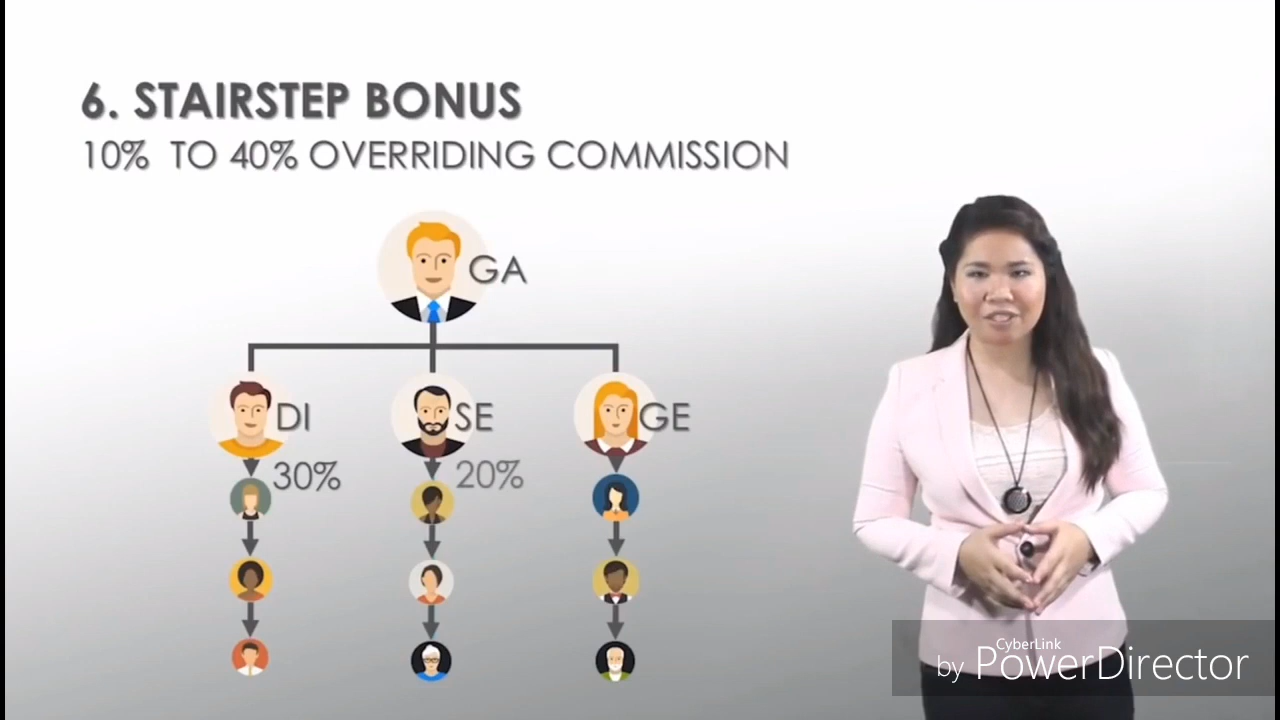 6. STAIRSTEP BONUS
10% TO 40% OVERRIDING COMMISSION
GA
DI
SE
GE
30%
20%
CyberLink
by PowerDirector